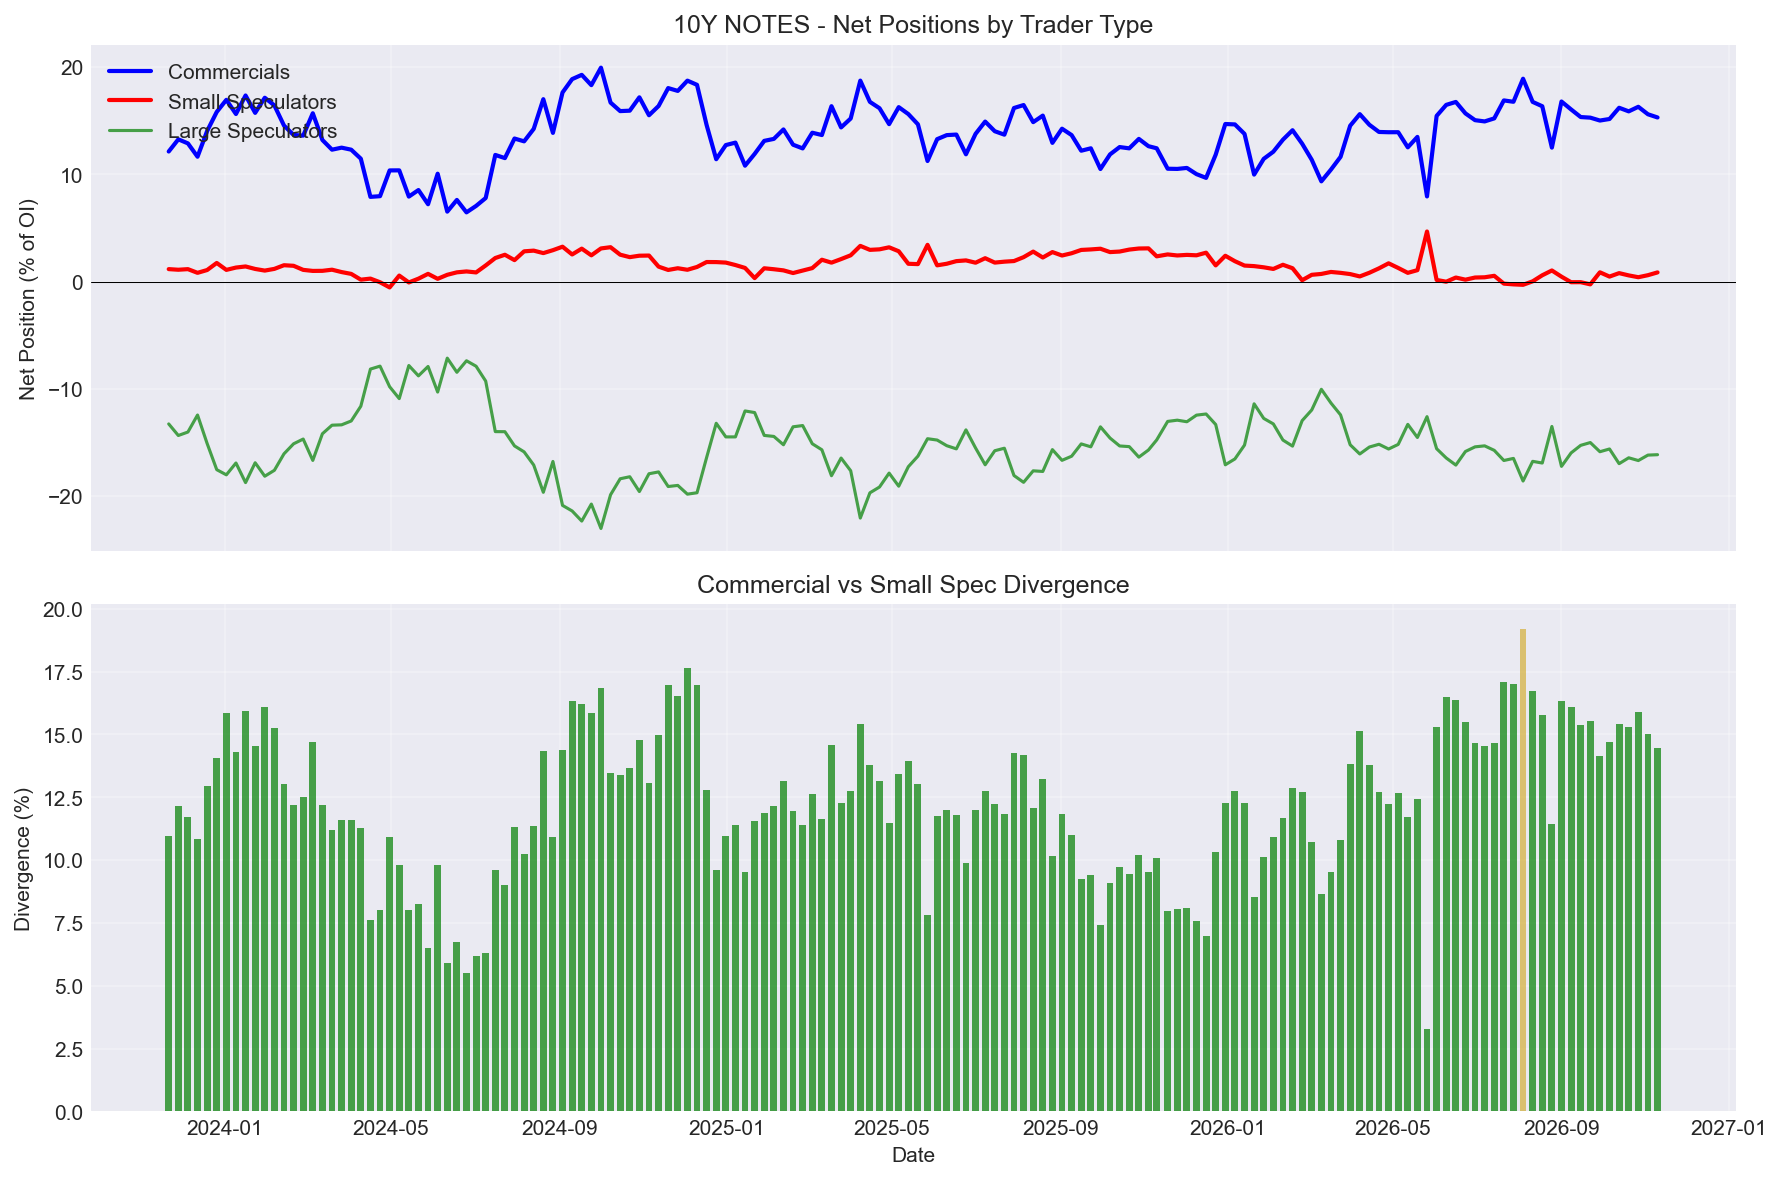 10Y NOTES - Net Positions by Trader Type
Net Position (% of OI)
20
10
0
−10
−20
Commercials
Small Speculators
Large Speculators
Commercial vs Small Spec Divergence
Divergence (%)
20.0
17.5
15.0
12.5
10.0
7.5
5.0
2.5
0.0
2024-01 2024-05 2024-09 2025-01 2025-05 2025-09 2026-01 2026-05 2026-09 2027-01
Date